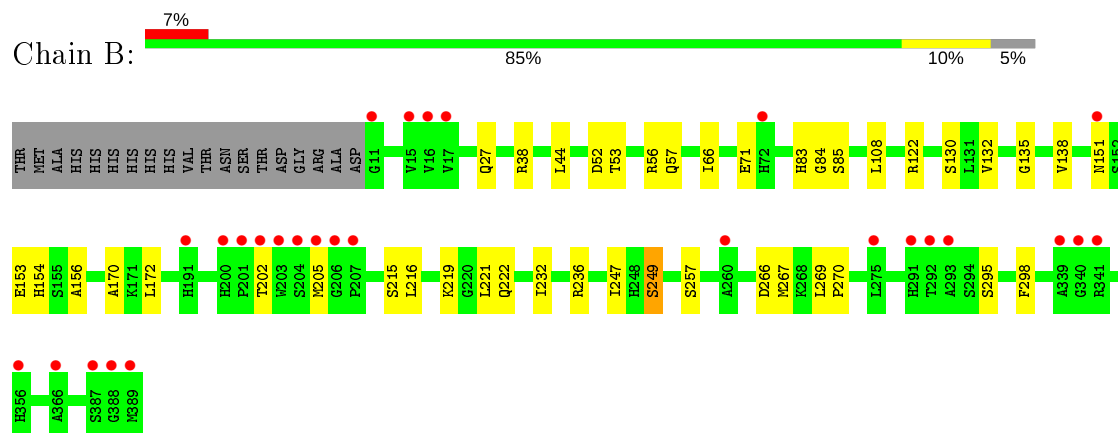 7%
Chain B:
85% 10% 5%
THR MET ALA HIS HIS HIS HIS HIS HIS VAL THR ASN SER THR ASP GLY ARG ALA ASP G11 V15 V16 V17 Q27 R38 L44 D52 T53 R56 Q57 I66 E71 H72 H83 G84 S85 L108 R122 S130 L131 V132 G135 V138 N151 S152
E153 H154 S155 A156 A170 K171 L172 H191 H200 P201 T202 W203 S204 M205 G206 P207 S215 L216 K219 G220 L221 Q222 I232 R236 I247 H248 S249 S257 A260 D266 M267 K268 L269 P270 L275 H291 T292 A293 S294 S295 F298 A339 G340 R341
H356 A366 S387 G388 M389